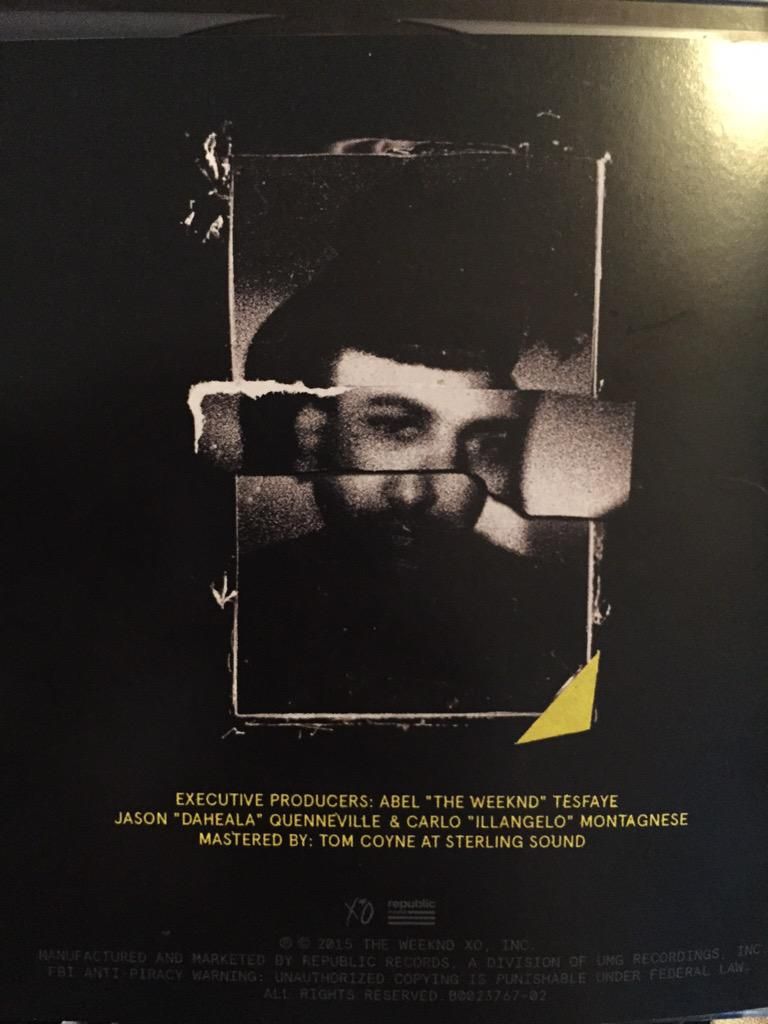 EXECUTIVE PRODUCERS: ABEL "THE WEEKND" TESFAYE
JASON "DAHEALA" QUENNEVILLE & CARLO "ILLANGELO" MONTAGNESE
MASTERED BY: TOM COYNE AT STERLING SOUND
XO republic
℗ © 2015 THE WEEKND XO, INC.
MANUFACTURED AND MARKETED BY REPUBLIC RECORDS, A DIVISION OF UMG RECORDINGS, INC.
FBI ANTI-PIRACY WARNING: UNAUTHORIZED COPYING IS PUNISHABLE UNDER FEDERAL LAW.
ALL RIGHTS RESERVED.B0023767-02